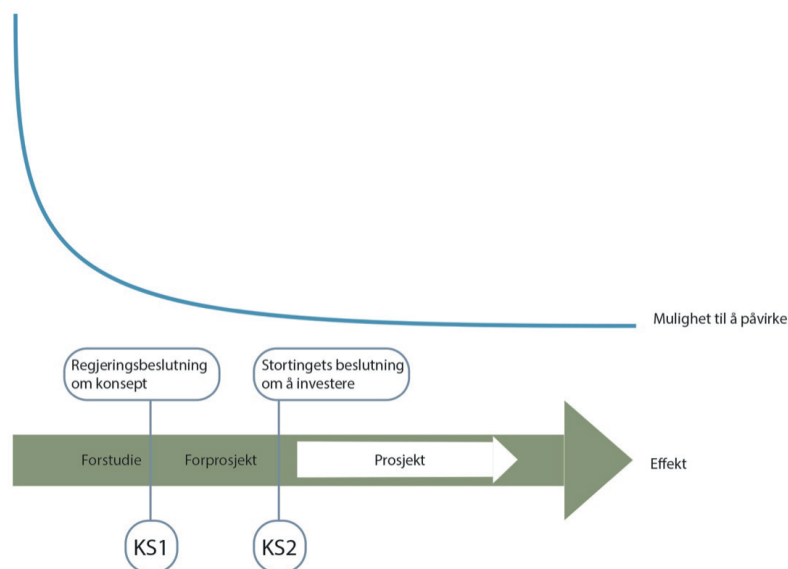 Mulighet til å påvirke
Regjeringsbeslutning
om konsept
Stortingets beslutning
om å investere
Forstudie
Forprosjekt
Prosjekt
Effekt
KS1
KS2